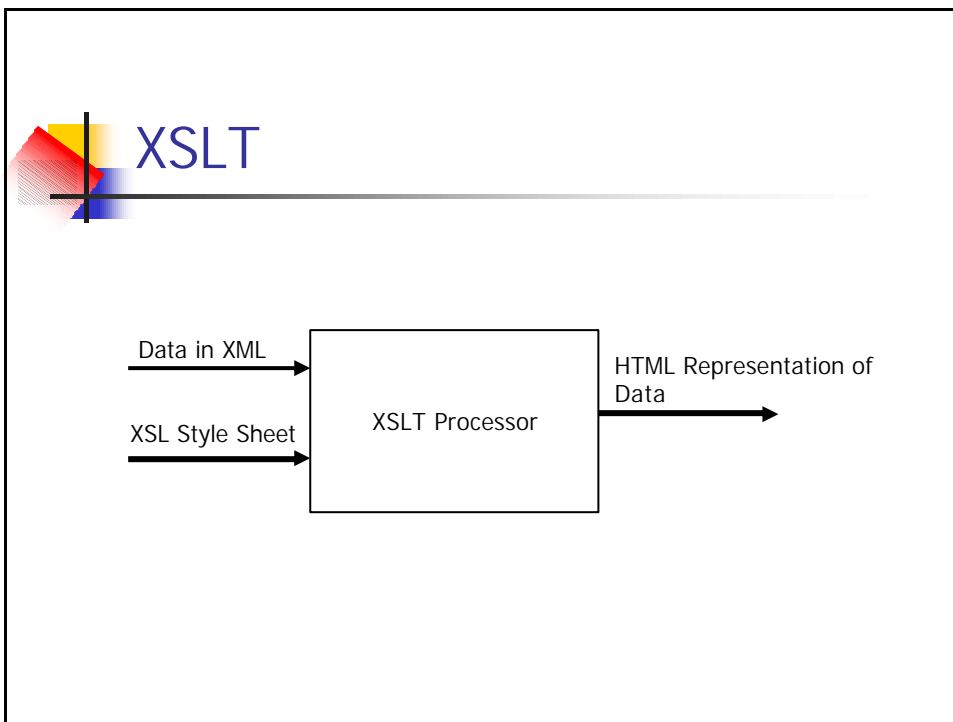 XSLT
Data in XML
XSL Style Sheet
XSLT Processor
HTML Representation of
Data